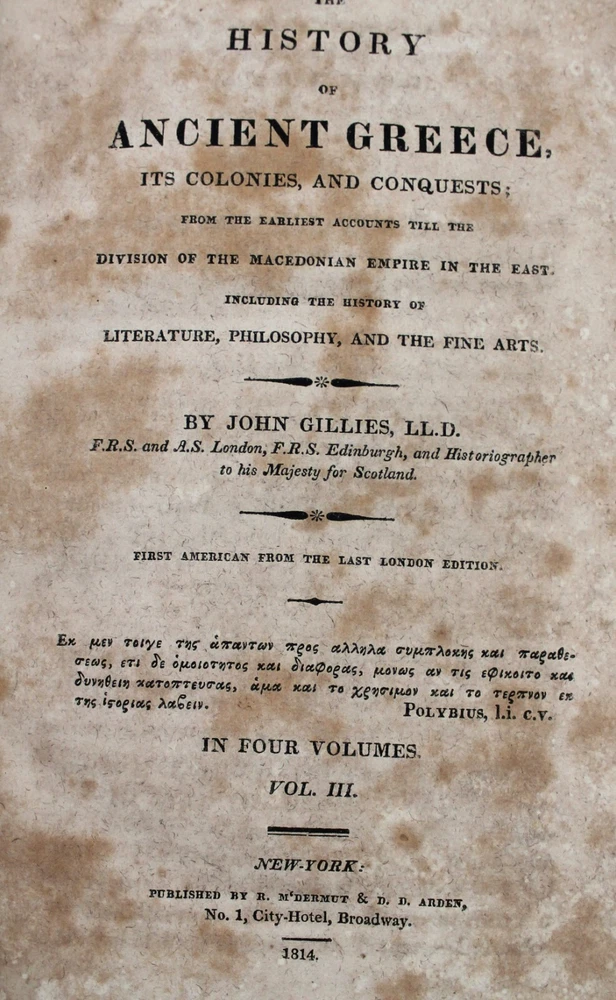 THE
HISTORY
OF
ANCIENT GREECE,
ITS COLONIES, AND CONQUESTS;
FROM THE EARLIEST ACCOUNTS TILL THE
DIVISION OF THE MACEDONIAN EMPIRE IN THE EAST.
INCLUDING THE HISTORY OF
LITERATURE, PHILOSOPHY, AND THE FINE ARTS.
BY JOHN GILLIES, LL.D.
F.R.S. and A.S. London, F.R.S. Edinburgh, and Historiographer
to his Majesty for Scotland.
FIRST AMERICAN FROM THE LAST LONDON EDITION.
Εκ μεν τοιγε της ἁπαντων προς αλληλα συμπλοκης και παραθε-
σεως, ετι δε ὁμοιοτητος και διαφορας, μονως αν τις εφικοιτο και
δυνηθειη κατοπτευσας, ἁμα και το χρησιμον και το τερπνον εκ
της ἱστοριας λαβειν. POLYBIUS, l.i. c.v.
IN FOUR VOLUMES.
VOL. III.
NEW-YORK:
PUBLISHED BY R. M‘DERMUT & D. D. ARDEN,
No. 1, City-Hotel, Broadway.
1814.